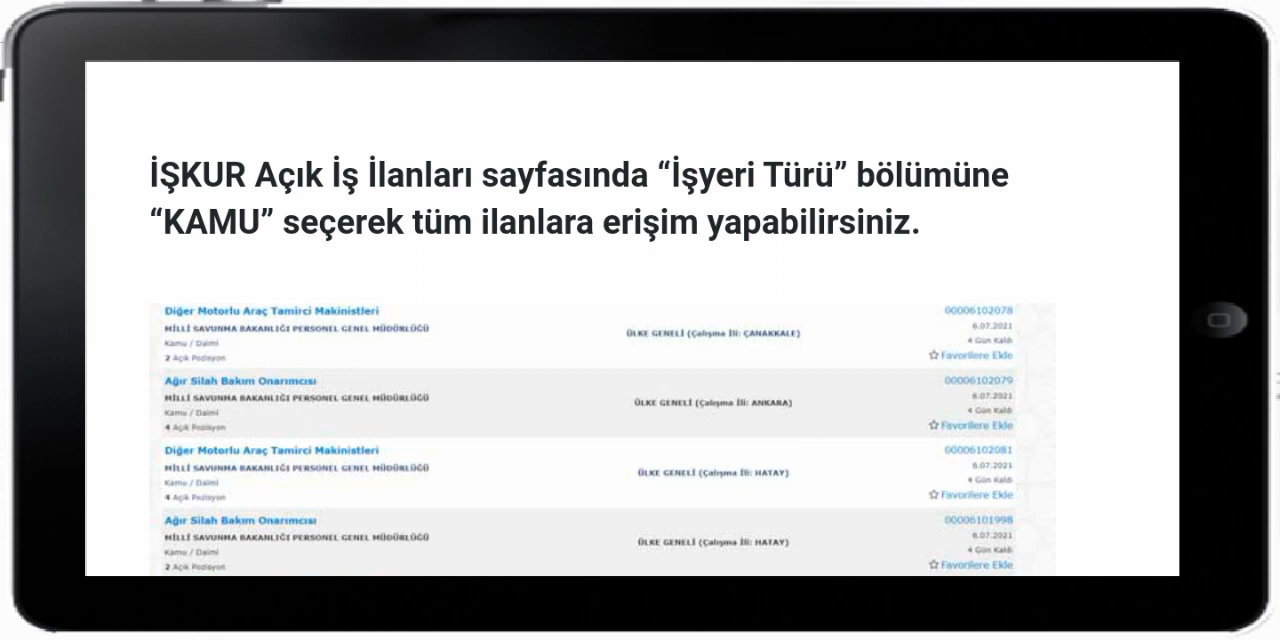 İŞKUR Açık İş İlanları sayfasında “İşyeri Türü” bölümüne
“KAMU” seçerek tüm ilanlara erişim yapabilirsiniz.
Diğer Motorlu Araç Tamirci Makinistleri
MİLLİ SAVUNMA BAKANLIĞI PERSONEL GENEL MÜDÜRLÜĞÜ
Kamu / Daimi
2 Açık Pozisyon
ÜLKE GENELİ (Çalışma İli: ÇANAKKALE)
00006102078
6.07.2021
4 Gün Kaldı
Favorilere Ekle
Ağır Silah Bakım Onarımcısı
MİLLİ SAVUNMA BAKANLIĞI PERSONEL GENEL MÜDÜRLÜĞÜ
Kamu / Daimi
4 Açık Pozisyon
ÜLKE GENELİ (Çalışma İli: ANKARA)
00006102079
6.07.2021
4 Gün Kaldı
Favorilere Ekle
Diğer Motorlu Araç Tamirci Makinistleri
MİLLİ SAVUNMA BAKANLIĞI PERSONEL GENEL MÜDÜRLÜĞÜ
Kamu / Daimi
4 Açık Pozisyon
ÜLKE GENELİ (Çalışma İli: HATAY)
00006102081
6.07.2021
4 Gün Kaldı
Favorilere Ekle
Ağır Silah Bakım Onarımcısı
MİLLİ SAVUNMA BAKANLIĞI PERSONEL GENEL MÜDÜRLÜĞÜ
Kamu / Daimi
2 Açık Pozisyon
ÜLKE GENELİ (Çalışma İli: HATAY)
00006101998
6.07.2021
4 Gün Kaldı
Favorilere Ekle